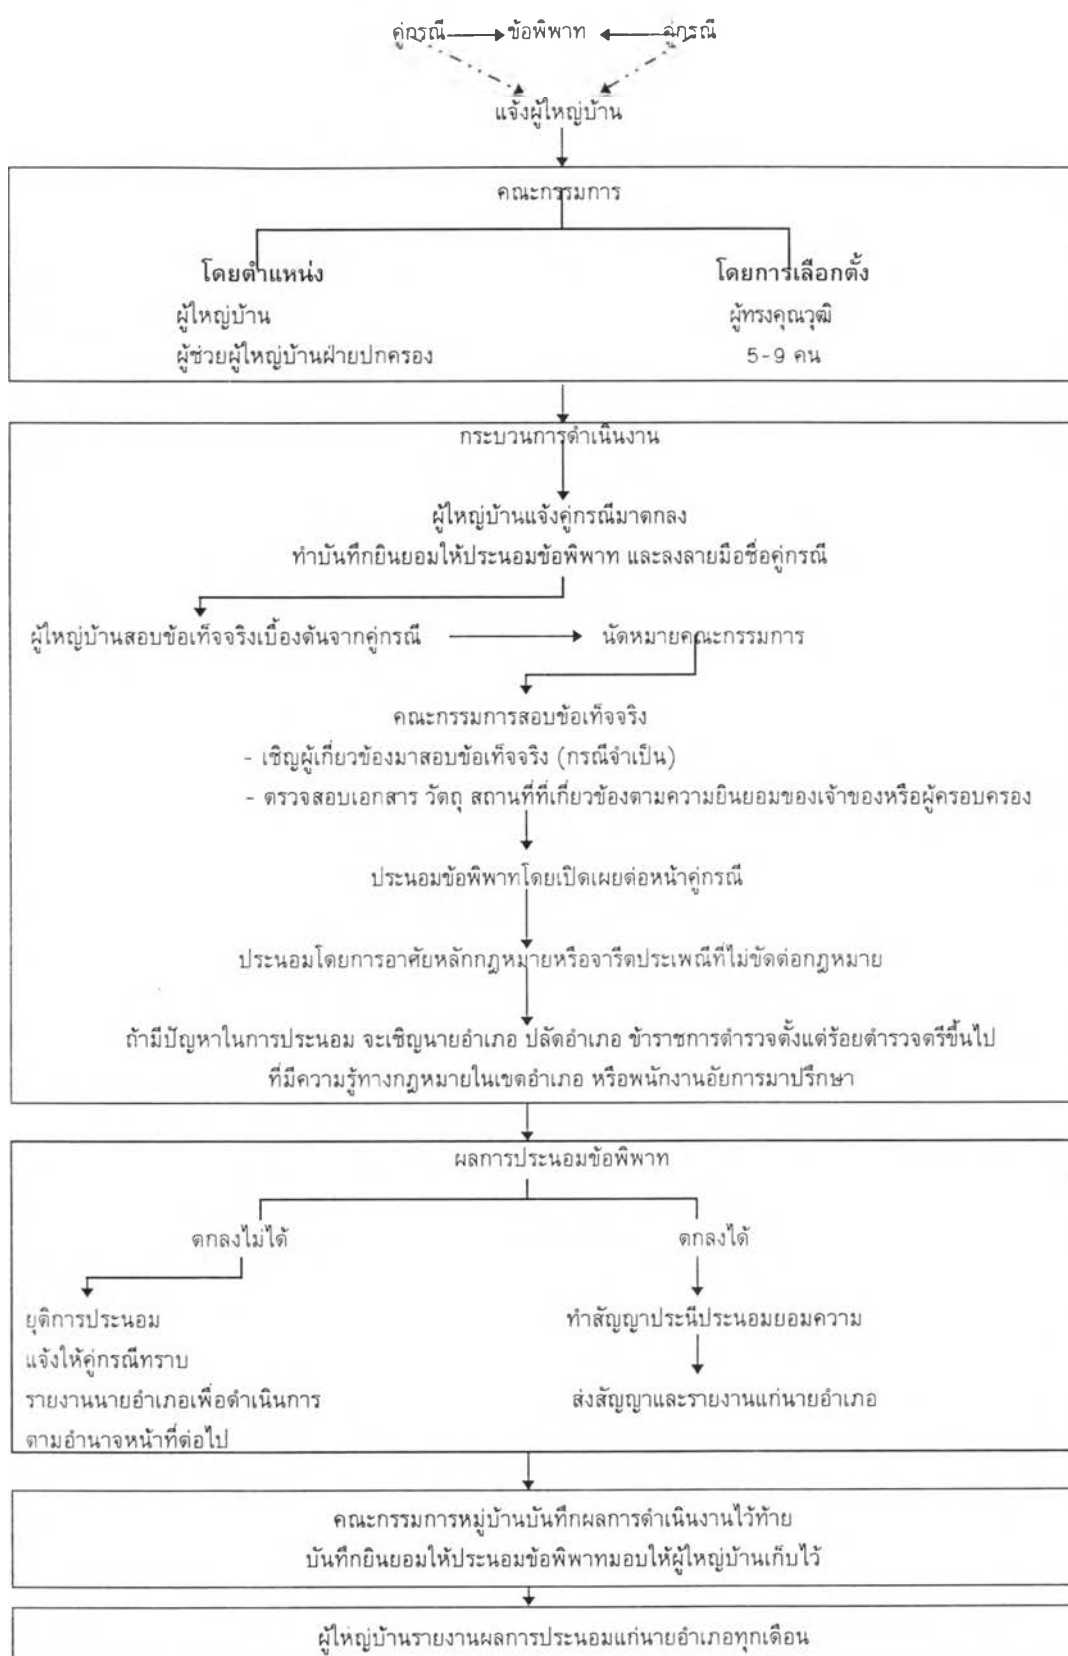 คู่กรณี ข้อพิพาท คู่กรณี
แจ้งผู้ใหญ่บ้าน
คณะกรรมการ
โดยตำแหน่ง
ผู้ใหญ่บ้าน
ผู้ช่วยผู้ใหญ่บ้านฝ่ายปกครอง
โดยการเลือกตั้ง
ผู้ทรงคุณวุฒิ
5-9 คน
กระบวนการดำเนินงาน
ผู้ใหญ่บ้านแจ้งคู่กรณีมาตกลง
ทำบันทึกยินยอมให้ประนอมข้อพิพาท และลงลายมือชื่อคู่กรณี
ผู้ใหญ่บ้านสอบข้อเท็จจริงเบื้องต้นจากคู่กรณี นัดหมายคณะกรรมการ
คณะกรรมการสอบข้อเท็จจริง
- เชิญผู้เกี่ยวข้องมาสอบข้อเท็จจริง (กรณีจำเป็น)
- ตรวจสอบเอกสาร วัตถุ สถานที่ที่เกี่ยวข้องตามความยินยอมของเจ้าของหรือผู้ครอบครอง
ประนอมข้อพิพาทโดยเปิดเผยต่อหน้าคู่กรณี
ประนอมโดยการอาศัยหลักกฎหมายหรือจารีตประเพณีที่ไม่ขัดต่อกฎหมาย
ถ้ามีปัญหาในการประนอม จะเชิญนายอำเภอ ปลัดอำเภอ ข้าราชการตำรวจตั้งแต่ร้อยตำรวจตรีขึ้นไป
ที่มีความรู้ทางกฎหมายในเขตอำเภอ หรือพนักงานอัยการมาปรึกษา
ผลการประนอมข้อพิพาท
ตกลงไม่ได้
ยุติการประนอม
แจ้งให้คู่กรณีทราบ
รายงานนายอำเภอเพื่อดำเนินการ
ตามอำนาจหน้าที่ต่อไป
ตกลงได้
ทำสัญญาประนีประนอมยอมความ
ส่งสัญญาและรายงานแก่นายอำเภอ
คณะกรรมการหมู่บ้านบันทึกผลการดำเนินงานไว้ท้าย
บันทึกยินยอมให้ประนอมข้อพิพาทมอบให้ผู้ใหญ่บ้านเก็บไว้
ผู้ให่ญ่บ้านรายงานผลการประนอมแก่นายอำเภอทุกเดือน